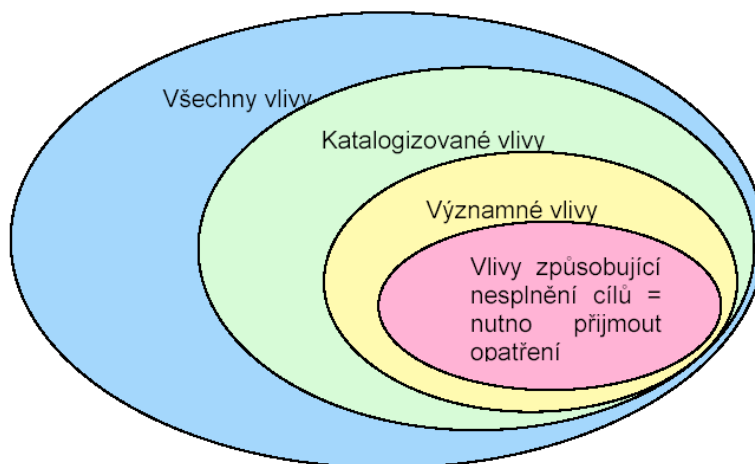 Všechny vlivy
Katalogizované vlivy
Významné vlivy
Vlivy způsobující
nesplnění cílů =
nutno přijmout
opatření